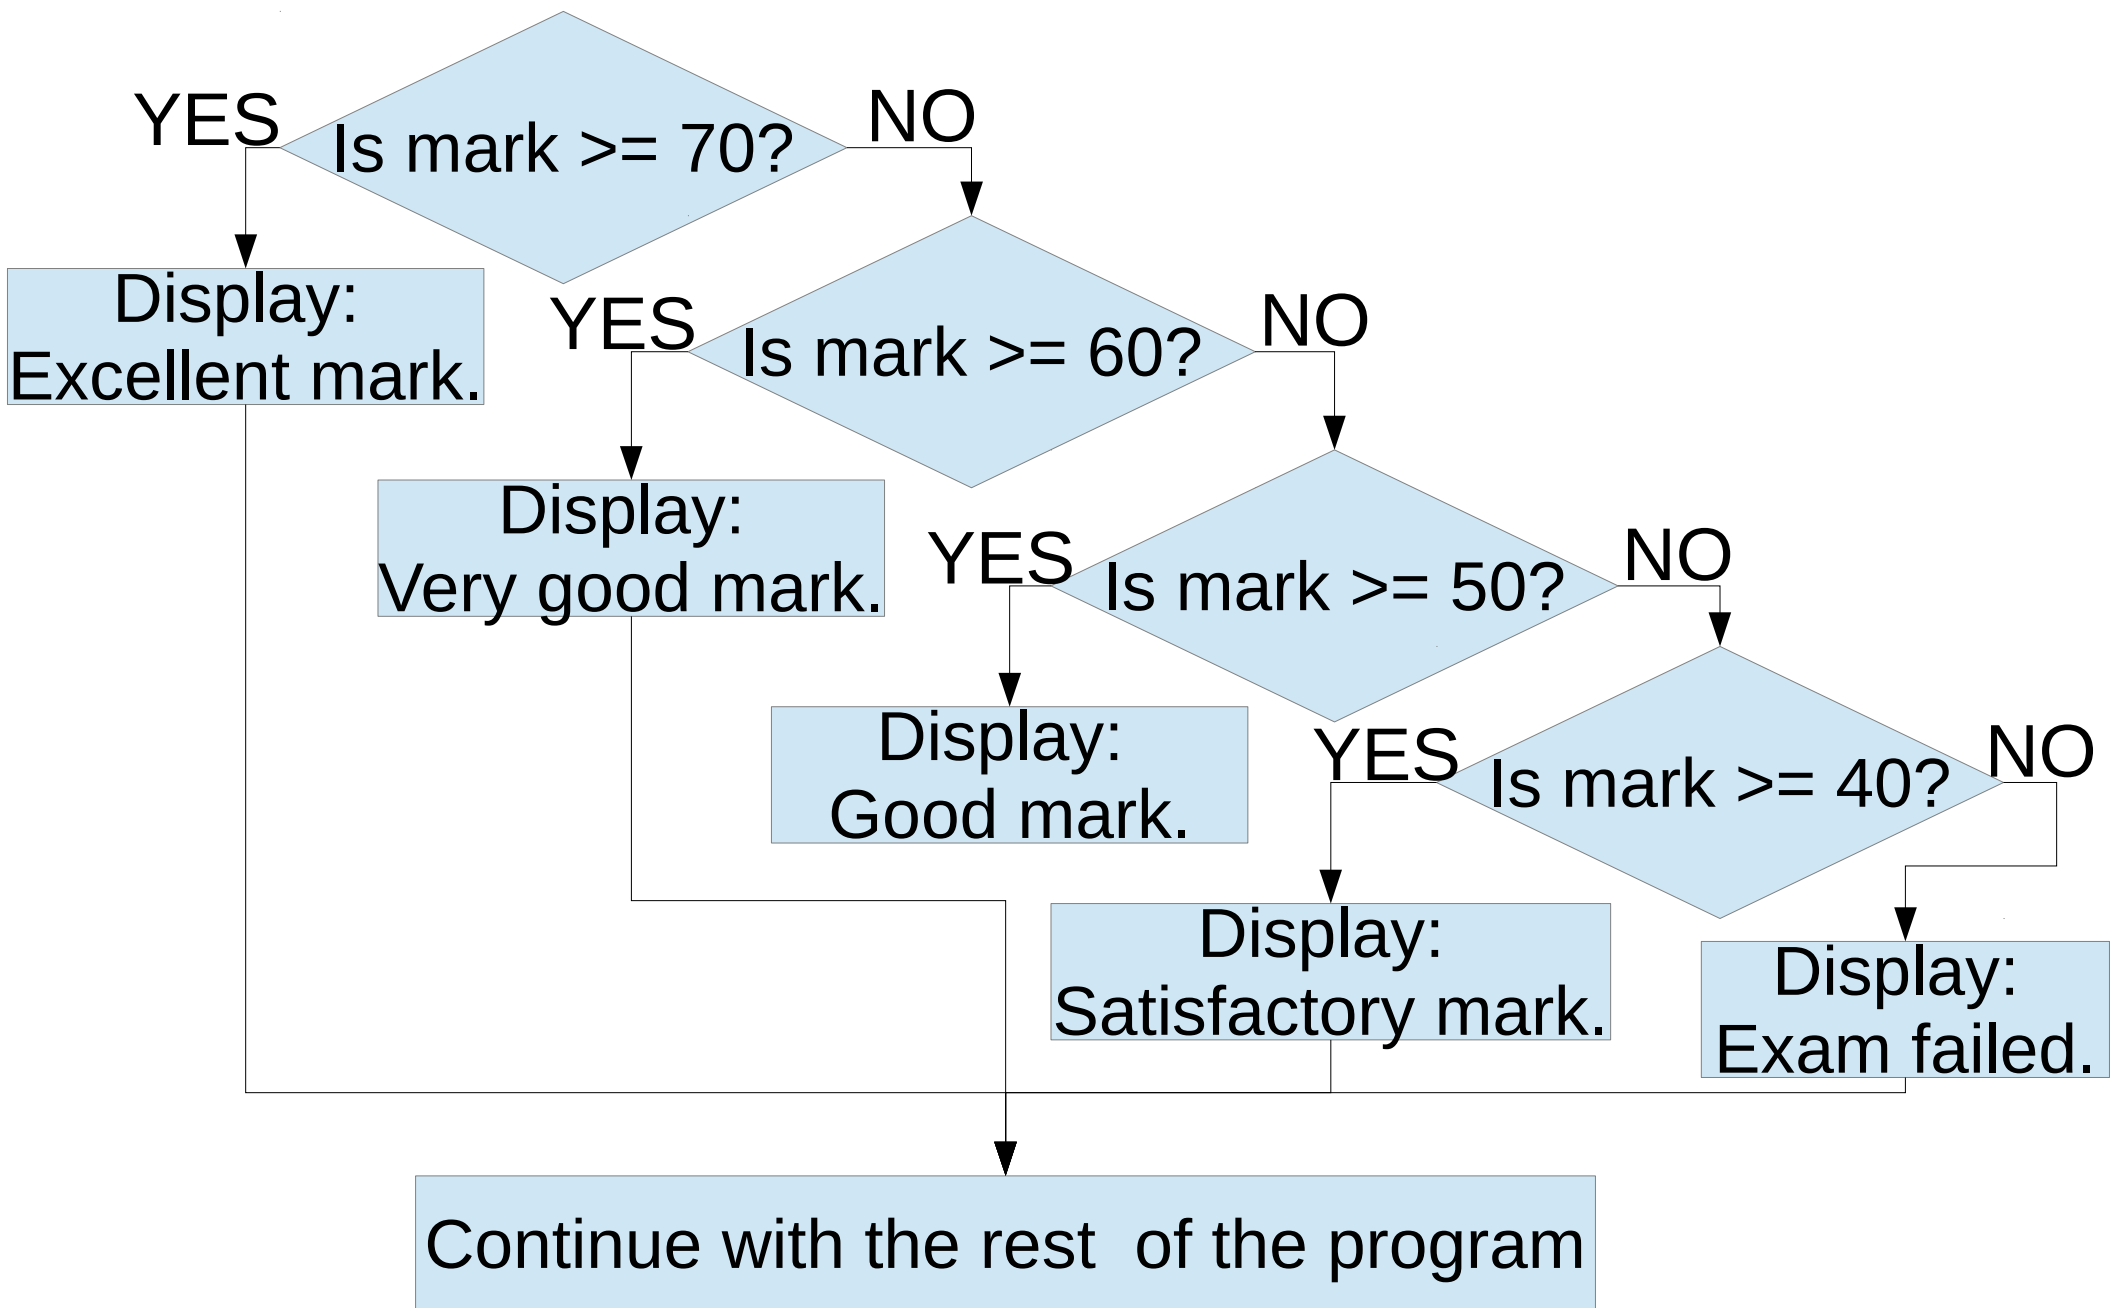 YES
Is mark >= 70?
NO
Display:
Excellent mark.
YES
Is mark >= 60?
NO
Display:
Very good mark.
YES
Is mark >= 50?
NO
Display:
Good mark.
YES
Is mark >= 40?
NO
Display:
Satisfactory mark.
Display:
Exam failed.
Continue with the rest  of the program